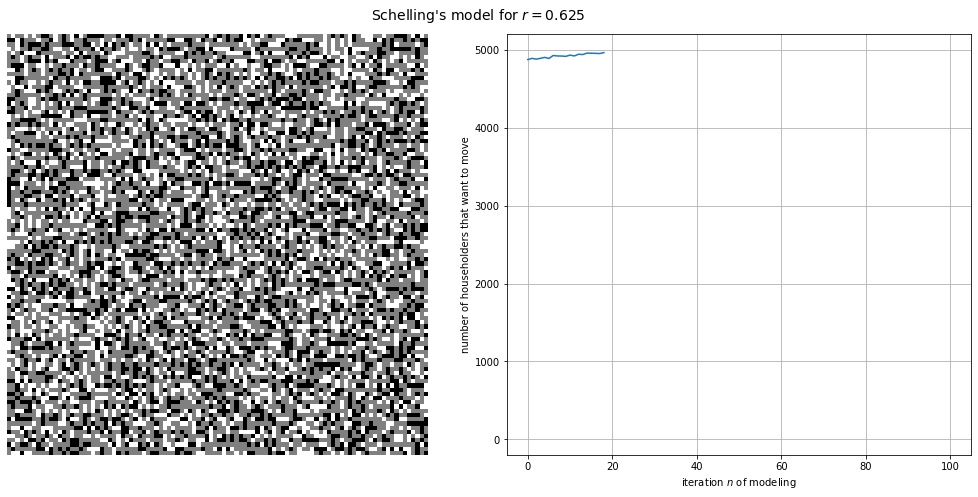 Schelling's model for r = 0.625
number of householders that want to move
5000
4000
3000
2000
1000
0
0 20 40 60 80 100
iteration n of modeling